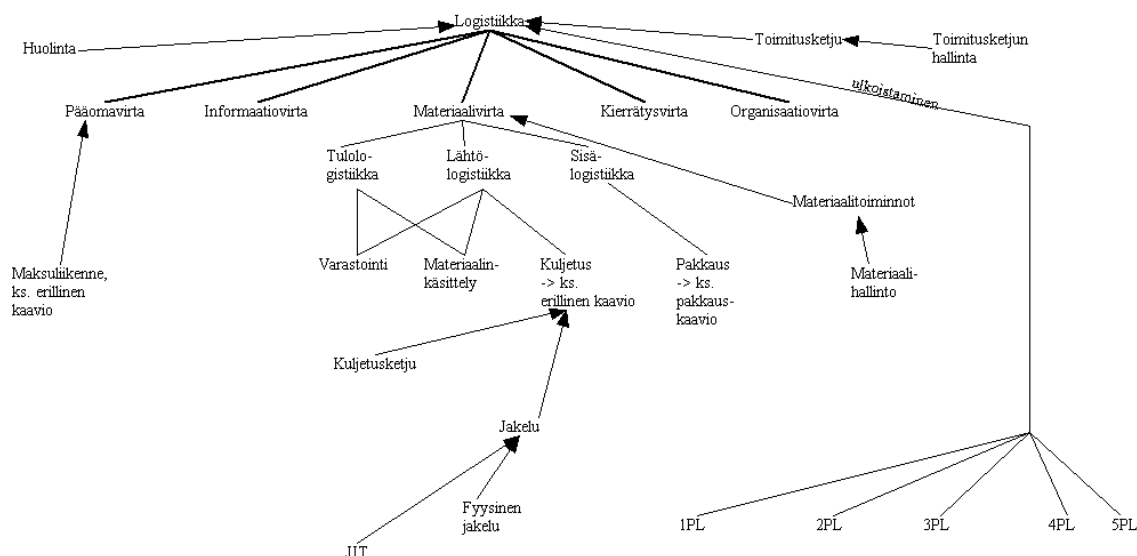 Logistiikka
Huolinta
Toimitusketju
Toimitusketjun
hallinta
ulkoistaminen
Pääomavirta
Informaatiovirta
Materiaalivirta
Kierrätysvirta
Organisaatiovirta
Tulolo-
gistiikka
Lähtö-
logistiikka
Sisä-
logistiikka
Materiaalitoiminnot
Maksuliikenne,
ks. erillinen
kaavio
Varastointi
Materiaalin-
käsittely
Kuljetus
-> ks.
erillinen kaavio
Pakkaus
-> ks.
pakkaus-
kaavio
Materiaali-
hallinto
Kuljetusketju
Jakelu
Fyysinen
jakelu
JIT
1PL
2PL
3PL
4PL
5PL